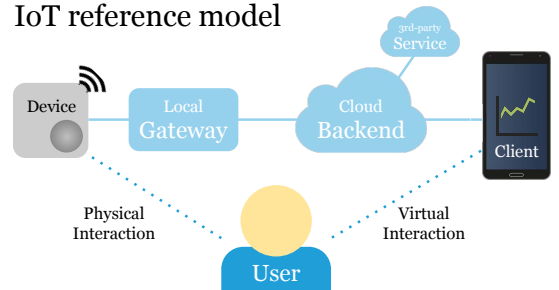 IoT reference model
3rd-party
Service
Device
Local
Gateway
Cloud
Backend
Client
Physical
Interaction
Virtual
Interaction
User